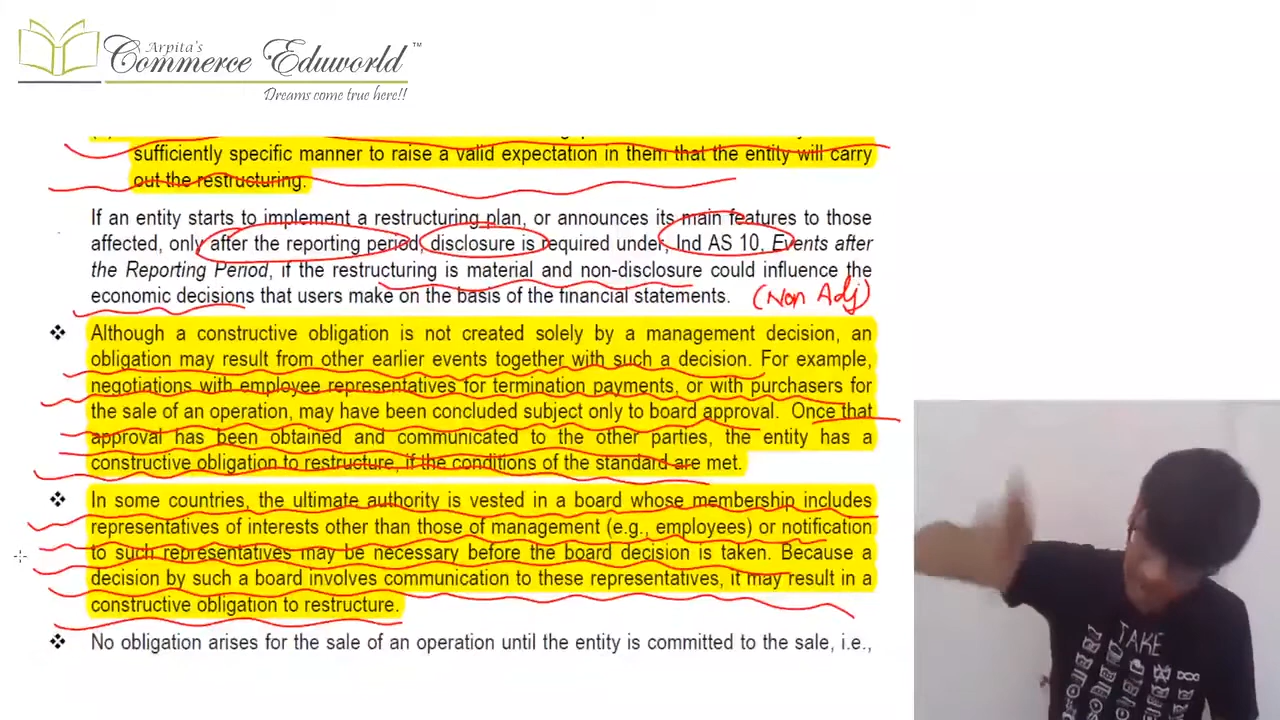 Arpita's
Commerce Eduworld™
Dreams come true here!!
sufficiently specific manner to raise a valid expectation in them that the entity will carry
out the restructuring.
If an entity starts to implement a restructuring plan, or announces its main features to those
affected, only after the reporting period, disclosure is required under, Ind AS 10, Events after
the Reporting Period, if the restructuring is material and non-disclosure could influence the
economic decisions that users make on the basis of the financial statements. (Non Adj)
❖ Although a constructive obligation is not created solely by a management decision, an
obligation may result from other earlier events together with such a decision. For example,
negotiations with employee representatives for termination payments, or with purchasers for
the sale of an operation, may have been concluded subject only to board approval. Once that
approval has been obtained and communicated to the other parties, the entity has a
constructive obligation to restructure, if the conditions of the standard are met.
❖ In some countries, the ultimate authority is vested in a board whose membership includes
representatives of interests other than those of management (e.g., employees) or notification
to such representatives may be necessary before the board decision is taken. Because a
decision by such a board involves communication to these representatives, it may result in a
constructive obligation to restructure.
❖ No obligation arises for the sale of an operation until the entity is committed to the sale, i.e.,
TAKE